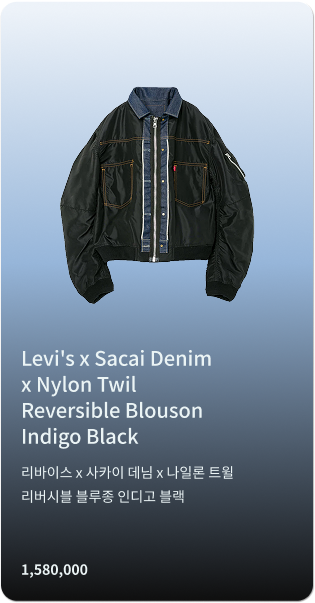 Levi's x Sacai Denim
x Nylon Twil
Reversible Blouson
Indigo Black
리바이스 x 사카이 데님 x 나일론 트윌
리버시블 블루종 인디고 블랙
1,580,000